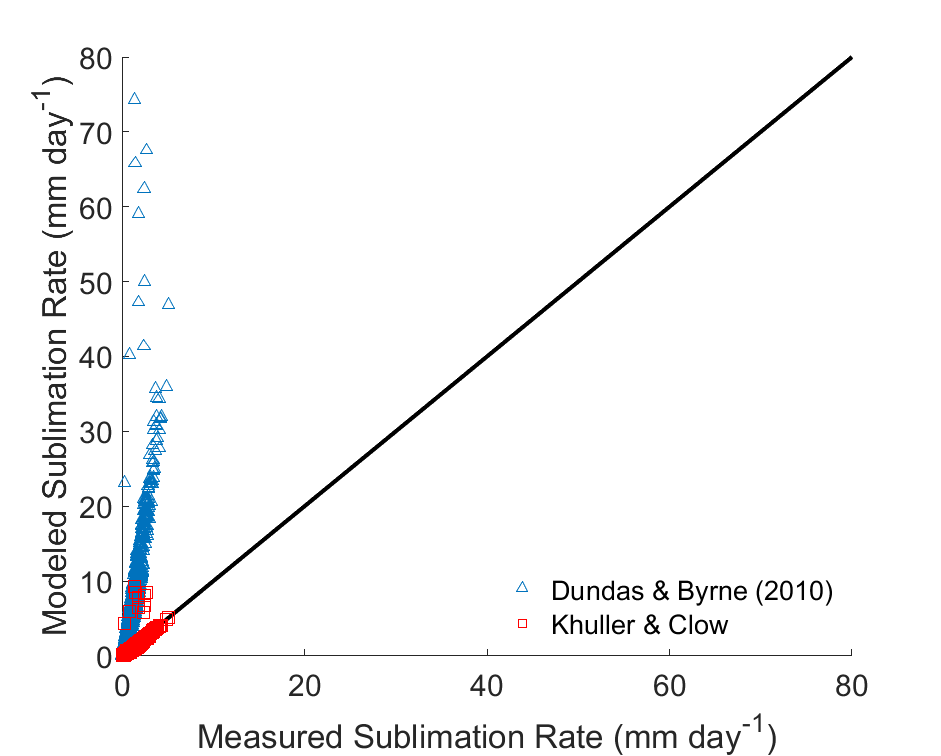 80
70
60
50
40
30
20
10
0
Modeled Sublimation Rate (mm day⁻¹)
Dundas & Byrne (2010)
Khuller & Clow
0 20 40 60 80
Measured Sublimation Rate (mm day⁻¹)